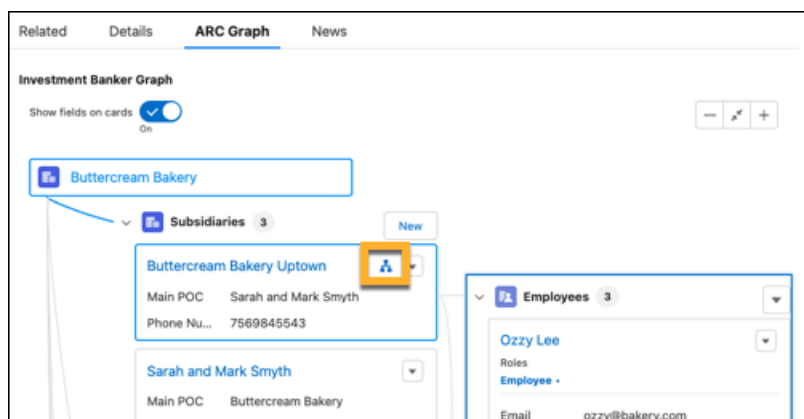 Related Details ARC Graph News
Investment Banker Graph
Show fields on cards
On
Buttercream Bakery
Subsidiaries 3
New
Buttercream Bakery Uptown
Main POC Sarah and Mark Smyth
Phone Nu... 7569845543
Employees 3
Ozzy Lee
Roles
Employee
Sarah and Mark Smyth
Main POC Buttercream Bakery
Email ozzy@bakery.com